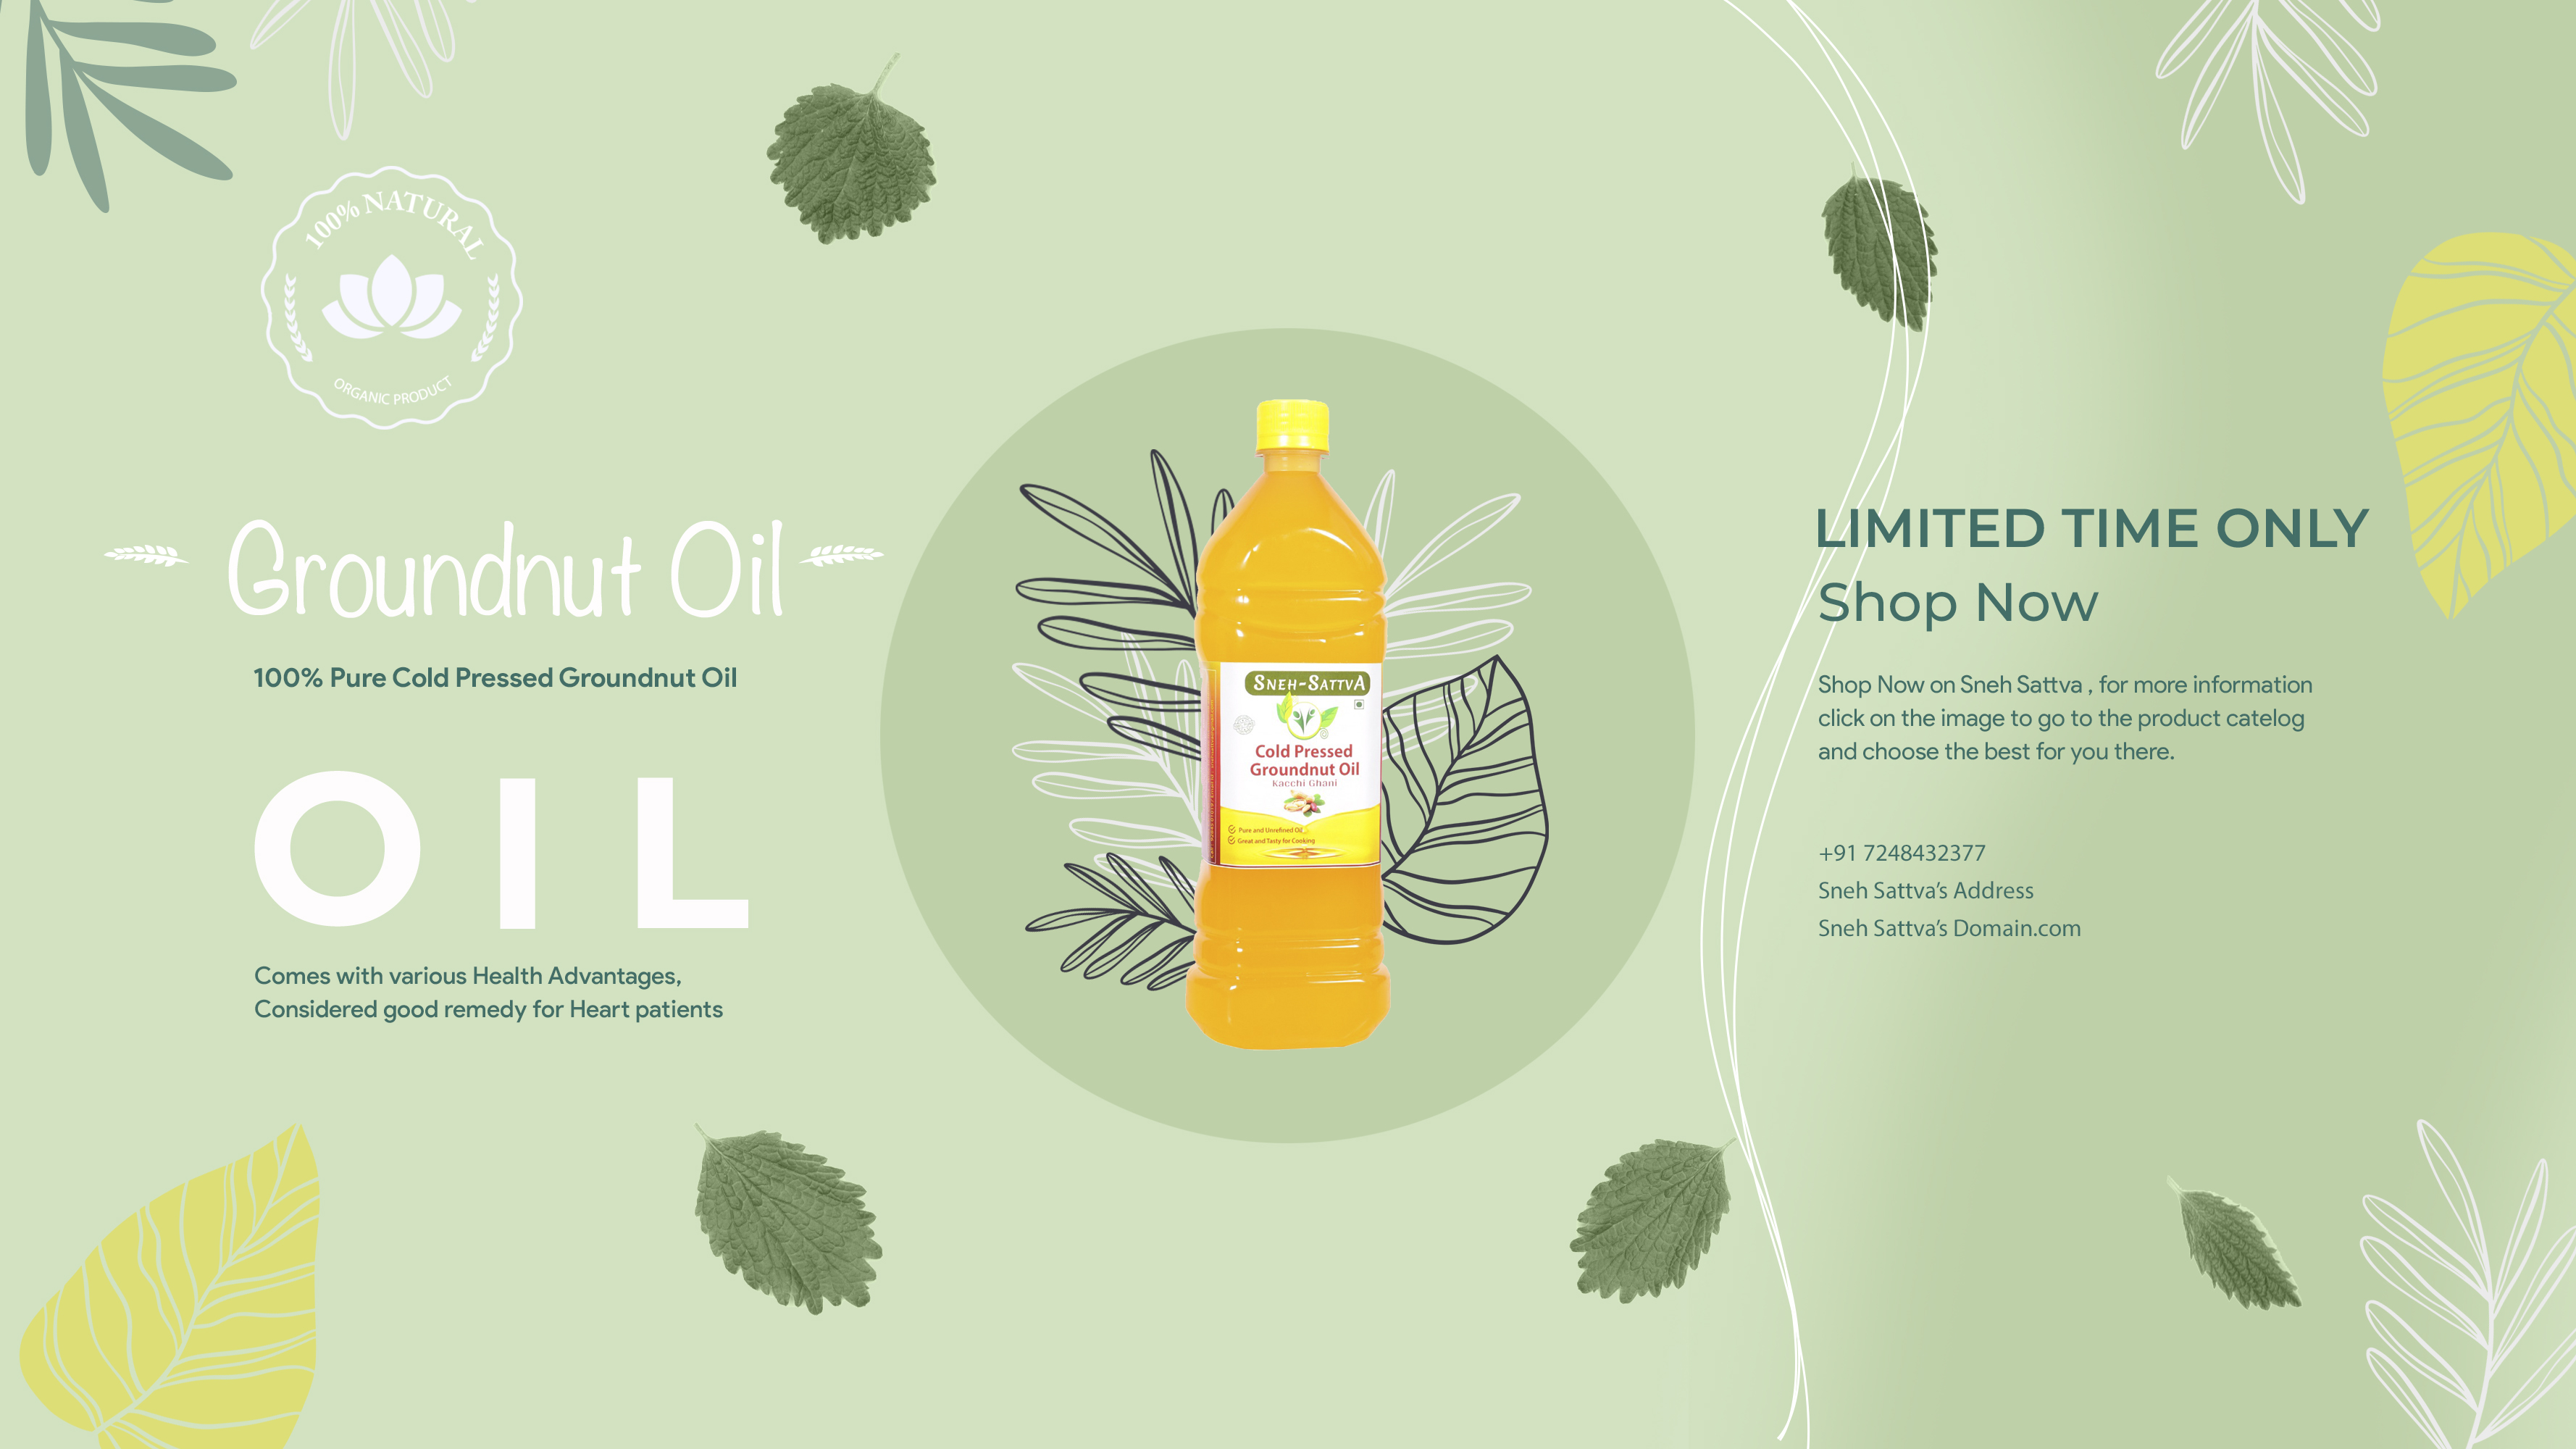 100% NATURAL
ORGANIC PRODUCT
Groundnut Oil
100% Pure Cold Pressed Groundnut Oil
OIL
Comes with various Health Advantages,
Considered good remedy for Heart patients
SNEH-SATTVA
Cold Pressed
Groundnut Oil
Kacchi Ghani
Pure and Unrefined Oil
Great and Tasty for Cooking
LIMITED TIME ONLY
Shop Now
Shop Now on Sneh Sattva , for more information
click on the image to go to the product catelog
and choose the best for you there.
+91 7248432377
Sneh Sattva’s Address
Sneh Sattva’s Domain.com